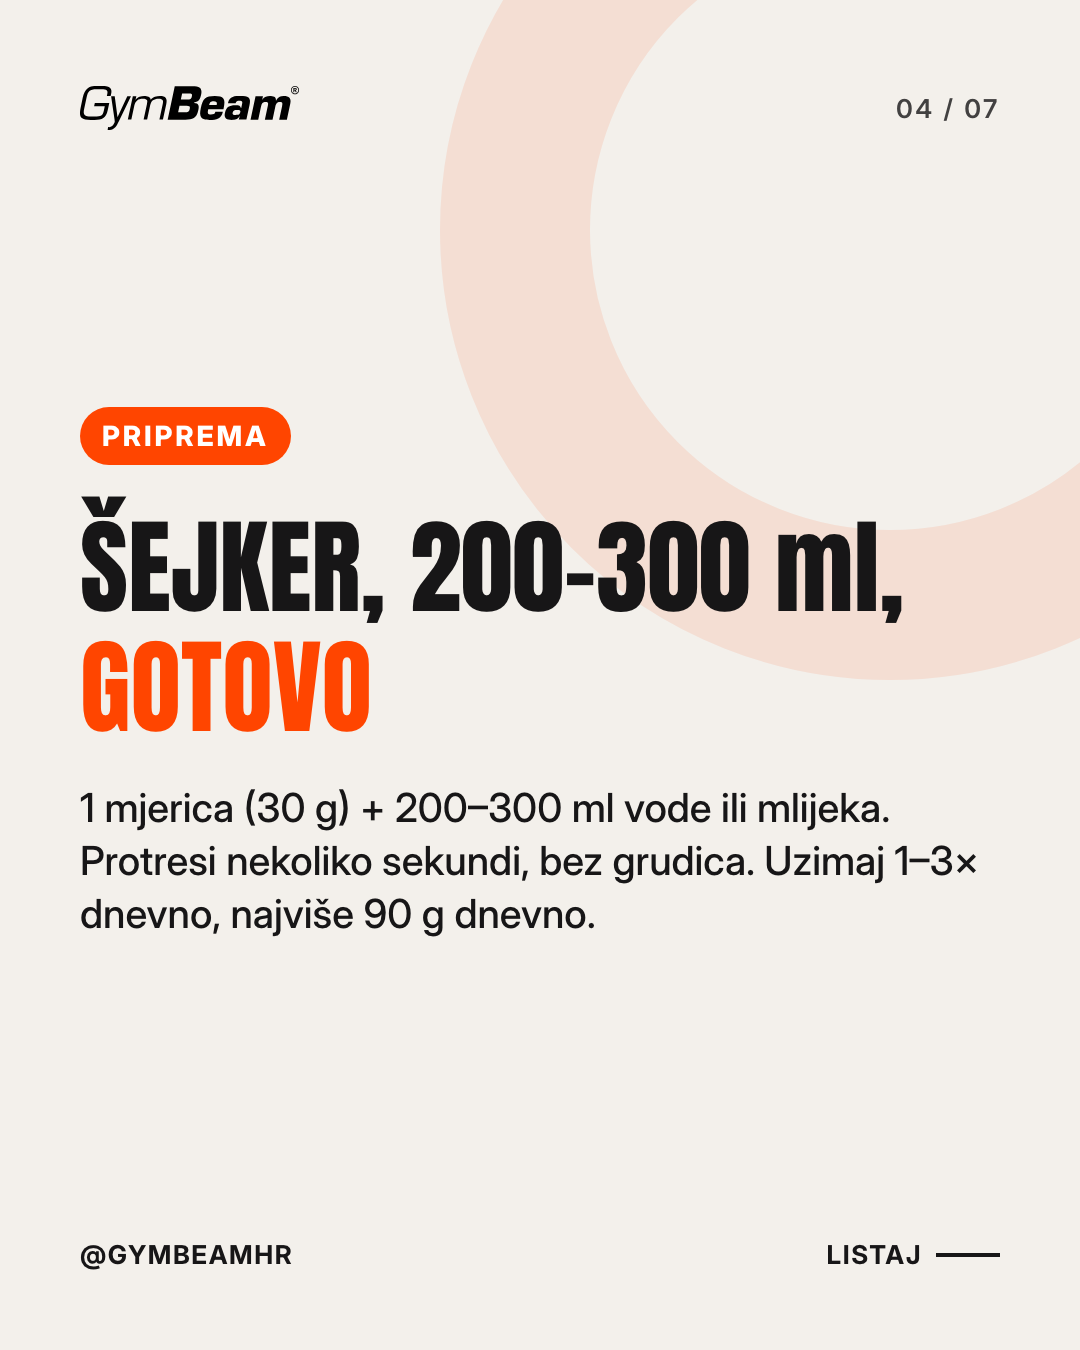 GymBeam®
04 / 07
PRIPREMA
ŠEJKER, 200-300 ml,
GOTOVO
1 mjerica (30 g) + 200–300 ml vode ili mlijeka.
Protresi nekoliko sekundi, bez grudica. Uzimaj 1–3×
dnevno, najviše 90 g dnevno.
@GYMBEAMHR
LISTAJ